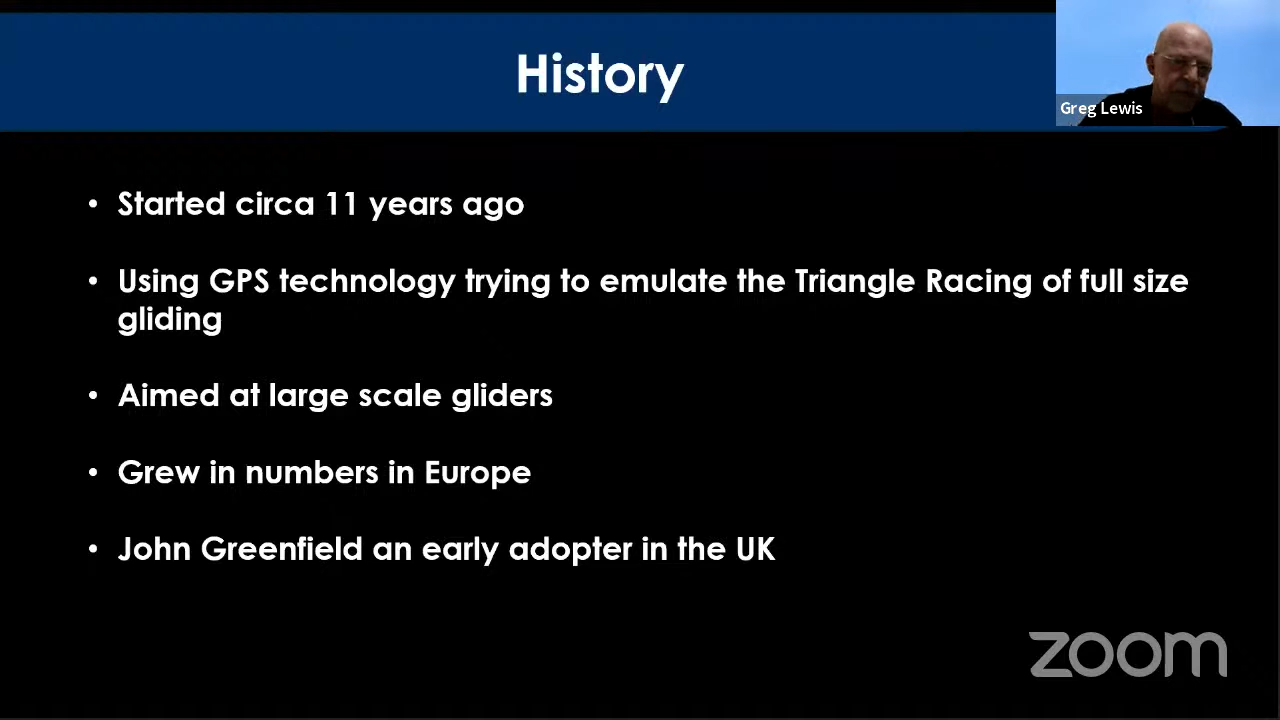 History
Greg Lewis
• Started circa 11 years ago
• Using GPS technology trying to emulate the Triangle Racing of full size
gliding
• Aimed at large scale gliders
• Grew in numbers in Europe
• John Greenfield an early adopter in the UK
zoom